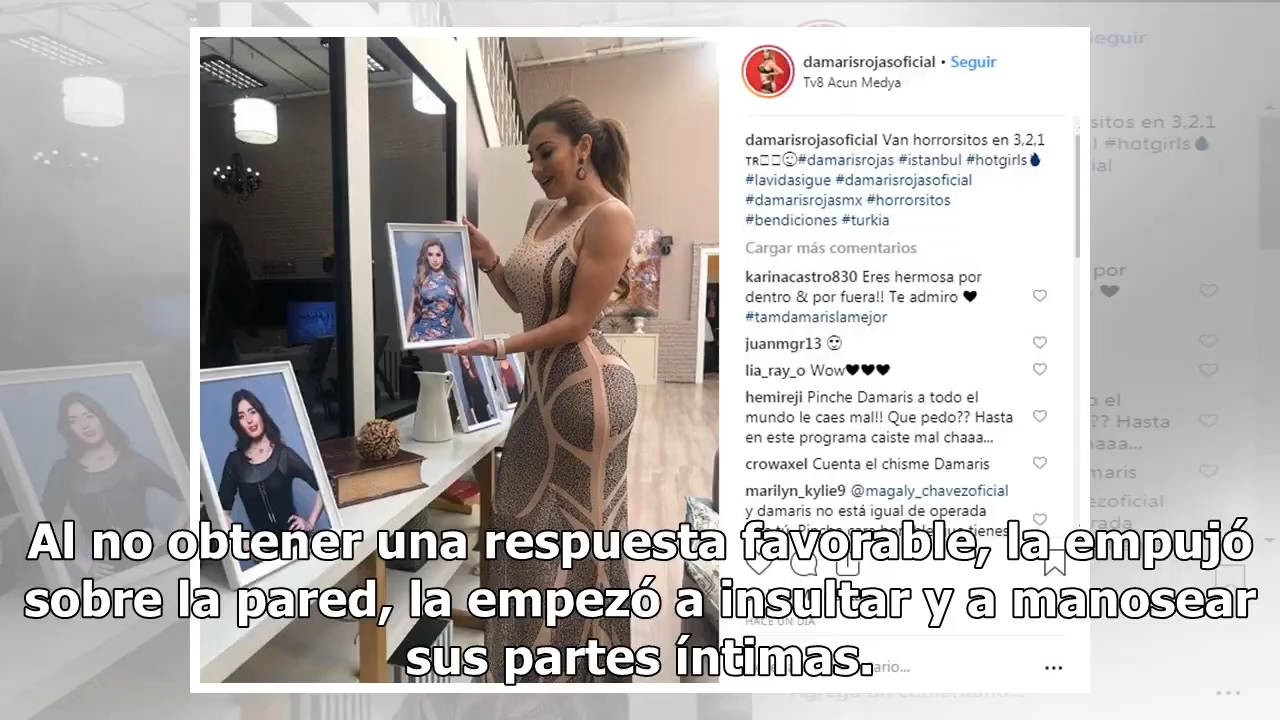 damarisrojasoficial • Seguir
Tv8 Acun Medya
damarisrojasoficial Van horrorsitos en 3,2,1
TR #damarisrojas #istanbul #hotgirls
#lavidasigue #damarisrojasoficial
#damarisrojasmx #horrorsitos
#bendiciones #turkia
Cargar más comentarios
karinacastro830 Eres hermosa por
dentro & por fuera!! Te admiro ♥
#tamdamarislamejor
juanmgr13
lia_ray_o Wow♥♥♥
hemireji Pinche Damaris a todo el
mundo le caes mal!! Que pedo?? Hasta
en este programa caiste mal chaaa...
crowaxel Cuenta el chisme Damaris
marilyn_kylie9 @magaly_chavezoficial
y damaris no está igual de operada
Al no obtener una respuesta favorable, la empujó
sobre la pared, la empezó a insultar y a manosear
sus partes íntimas.
HACE UN DÍA